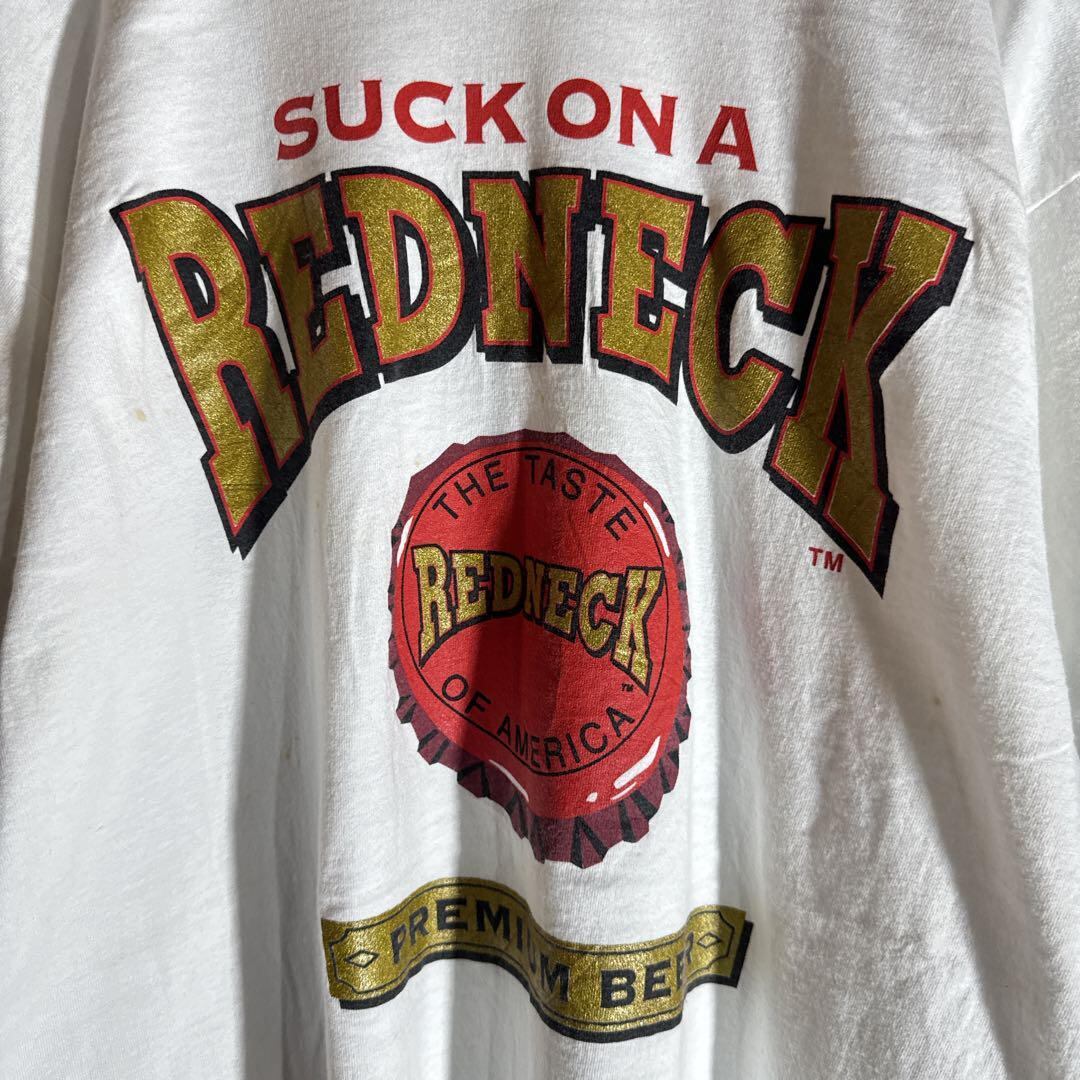 SUCK ON A
REDNECK
TM
THE TASTE
REDNECK
TM
OF AMERICA
PREMIUM BEER